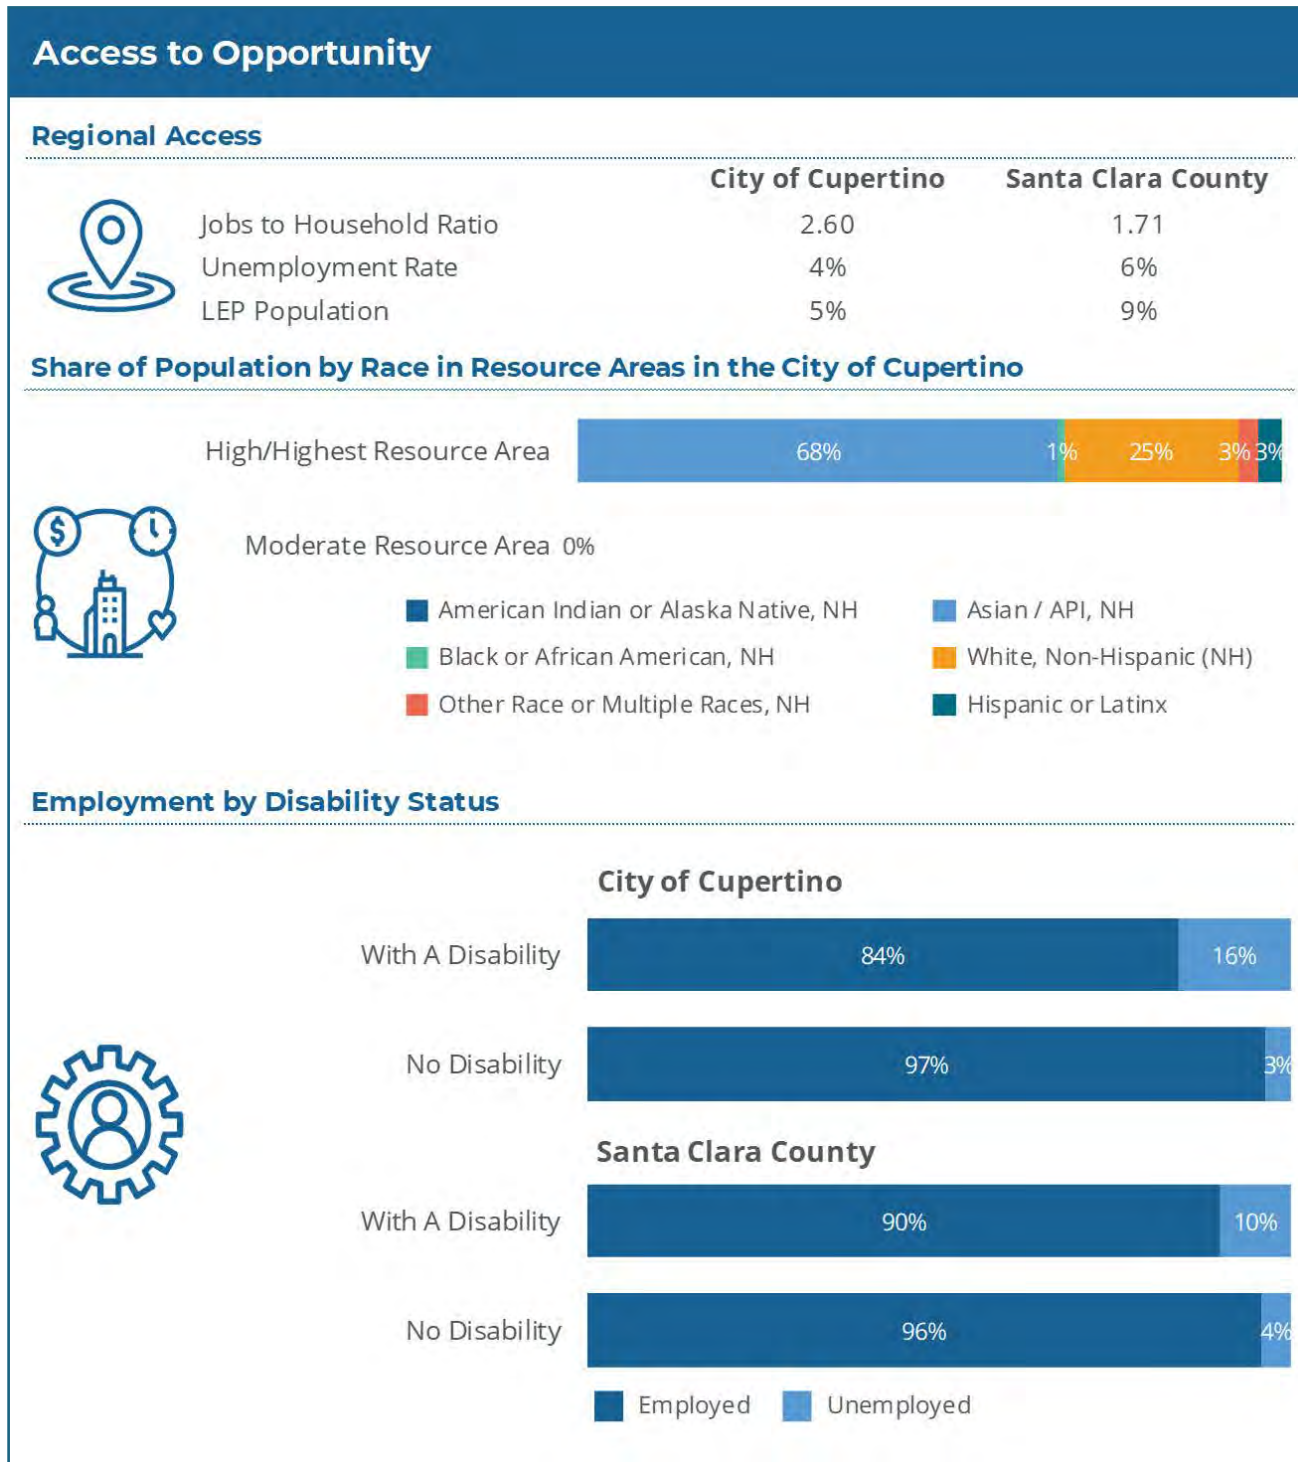 Access to Opportunity
Regional Access
City of Cupertino Santa Clara County
Jobs to Household Ratio 2.60 1.71
Unemployment Rate 4% 6%
LEP Population 5% 9%
Share of Population by Race in Resource Areas in the City of Cupertino
High/Highest Resource Area 68% 1% 25% 3% 3%
$
Moderate Resource Area 0%
American Indian or Alaska Native, NH Asian / API, NH
Black or African American, NH White, Non-Hispanic (NH)
Other Race or Multiple Races, NH Hispanic or Latinx
Employment by Disability Status
City of Cupertino
With A Disability 84% 16%
No Disability 97% 3%
Santa Clara County
With A Disability 90% 10%
No Disability 96% 4%
Employed Unemployed